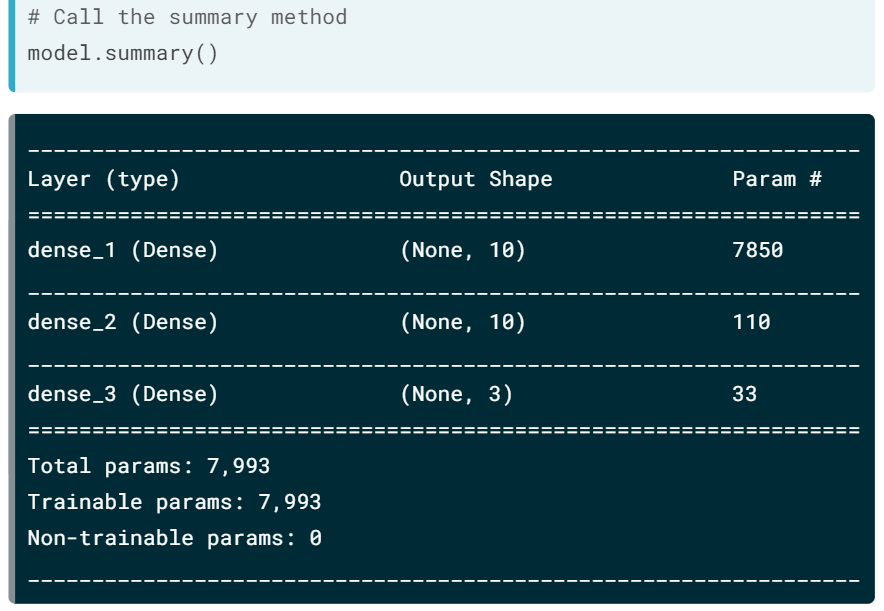 # Call the summary method
model.summary()
_________________________________________________________________
Layer (type)                 Output Shape              Param #
=================================================================
dense_1 (Dense)              (None, 10)                7850
_________________________________________________________________
dense_2 (Dense)              (None, 10)                110
_________________________________________________________________
dense_3 (Dense)              (None, 3)                 33
=================================================================
Total params: 7,993
Trainable params: 7,993
Non-trainable params: 0
_________________________________________________________________